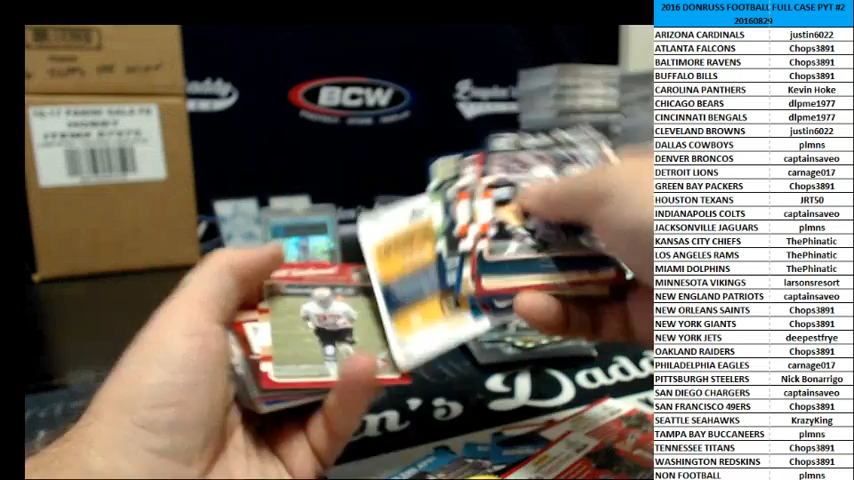 2016 DONRUSS FOOTBALL FULL CASE PYT #2
20160829
ARIZONA CARDINALS justin6022
ATLANTA FALCONS Chops3891
BALTIMORE RAVENS Chops3891
BUFFALO BILLS Chops3891
CAROLINA PANTHERS Kevin Hoke
CHICAGO BEARS dlpme1977
CINCINNATI BENGALS dlpme1977
CLEVELAND BROWNS justin6022
DALLAS COWBOYS plmns
DENVER BRONCOS captainsaveo
DETROIT LIONS carnage017
GREEN BAY PACKERS Chops3891
HOUSTON TEXANS JRT50
INDIANAPOLIS COLTS captainsaveo
JACKSONVILLE JAGUARS plmns
KANSAS CITY CHIEFS ThePhinatic
LOS ANGELES RAMS ThePhinatic
MIAMI DOLPHINS ThePhinatic
MINNESOTA VIKINGS larsonsresort
NEW ENGLAND PATRIOTS captainsaveo
NEW ORLEANS SAINTS Chops3891
NEW YORK GIANTS Chops3891
NEW YORK JETS deepestfrye
OAKLAND RAIDERS Chops3891
PHILADELPHIA EAGLES carnage017
PITTSBURGH STEELERS Nick Bonarrigo
SAN DIEGO CHARGERS captainsaveo
SAN FRANCISCO 49ERS Chops3891
SEATTLE SEAHAWKS KrazyKing
TAMPA BAY BUCCANEERS plmns
TENNESSEE TITANS Chops3891
WASHINGTON REDSKINS Chops3891
NON FOOTBALL plmns
BCW
HOBBY
n's Daddy